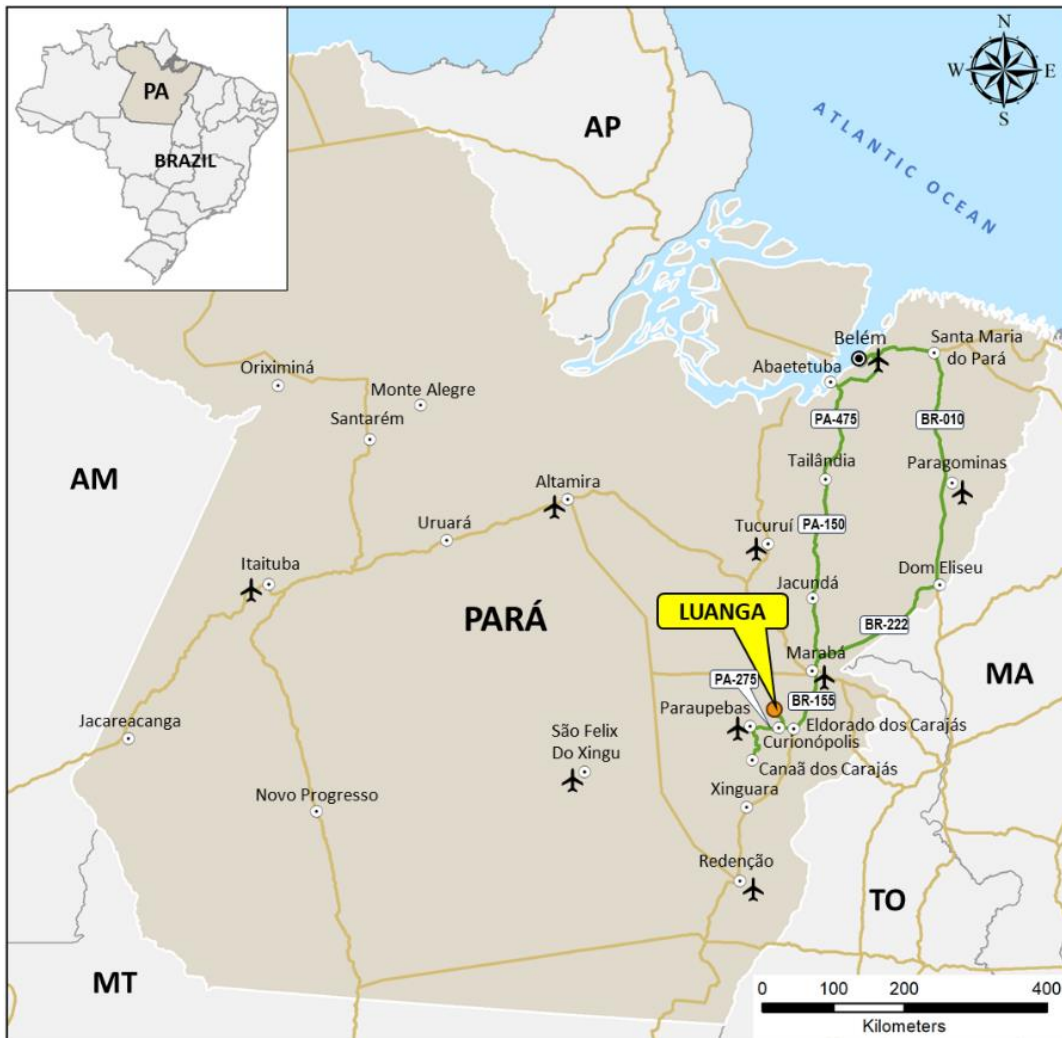 PA
BRAZIL
N
W
E
S
AP
ATLANTIC OCEAN
Belém
Santa Maria
do Pará
Abaetetuba
Oriximiná
Monte Alegre
Santarém
PA-475
BR-010
AM
Tailândia
Paragominas
Altamira
Uruará
Tucuruí
PA-150
Itaituba
Jacundá
Dom Eliseu
PARÁ
LUANGA
BR-222
Marabá
MA
PA-275
BR-155
Paraupebas
Jacareacanga
São Felix
Do Xingu
Eldorado dos Carajás
Curionópolis
Canaã dos Carajás
Novo Progresso
Xinguara
Redenção
TO
MT
0
100
200
400
Kilometers